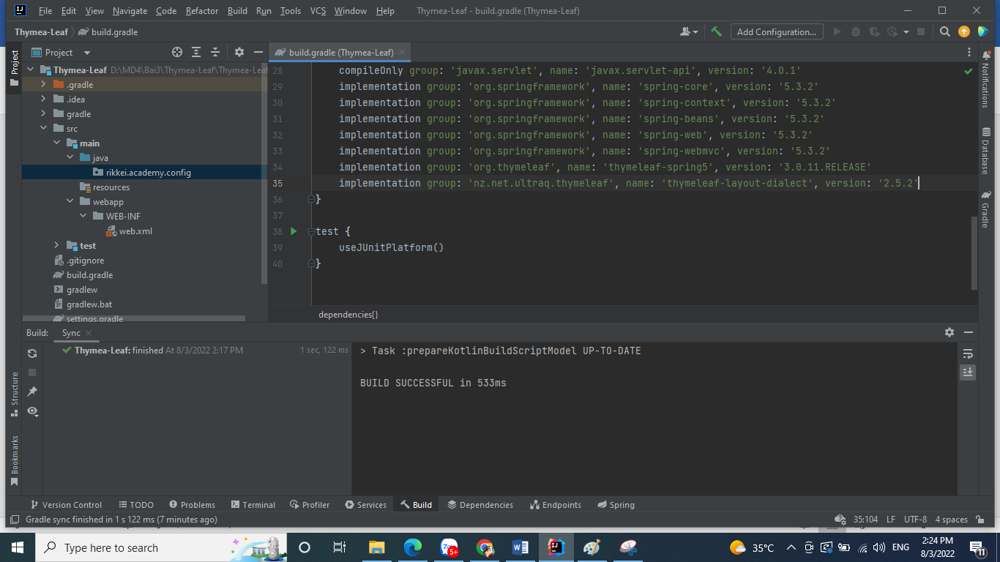 File Edit View Navigate Code Refactor Build Run Tools VCS Window Help Thymea-Leaf - build.gradle (Thymea-Leaf)
Thymea-Leaf build.gradle Add Configuration...
Project
Project
build.gradle (Thymea-Leaf)
Thymea-Leaf D:\MD4\Bai3\Thymea-Leaf\Thymea-Leaf
.gradle
.idea
gradle
src
main
java
rikkei.academy.config
resources
webapp
WEB-INF
web.xml
test
.gitignore
build.gradle
gradlew
gradlew.bat
settings.gradle
28 compileOnly group: 'javax.servlet', name: 'javax.servlet-api', version: '4.0.1'
29 implementation group: 'org.springframework', name: 'spring-core', version: '5.3.2'
30 implementation group: 'org.springframework', name: 'spring-context', version: '5.3.2'
31 implementation group: 'org.springframework', name: 'spring-beans', version: '5.3.2'
32 implementation group: 'org.springframework', name: 'spring-web', version: '5.3.2'
33 implementation group: 'org.springframework', name: 'spring-webmvc', version: '5.3.2'
34 implementation group: 'org.thymeleaf', name: 'thymeleaf-spring5', version: '3.0.11.RELEASE'
35 implementation group: 'nz.net.ultraq.thymeleaf', name: 'thymeleaf-layout-dialect', version: '2.5.2'
36 }
37
38 test {
39 useJUnitPlatform()
40 }
dependencies{}
Notifications
Database
Gradle
Build: Sync
Thymea-Leaf: finished At 8/3/2022 2:17 PM 1 sec, 122 ms
> Task :prepareKotlinBuildScriptModel UP-TO-DATE
BUILD SUCCESSFUL in 533ms
Structure
Bookmarks
Version Control TODO Problems Terminal Profiler Services Build Dependencies Endpoints Spring
Gradle sync finished in 1 s 122 ms (7 minutes ago) 35:104 LF UTF-8 4 spaces
Type here to search 5+ 35°C ENG 2:24 PM
8/3/2022 11